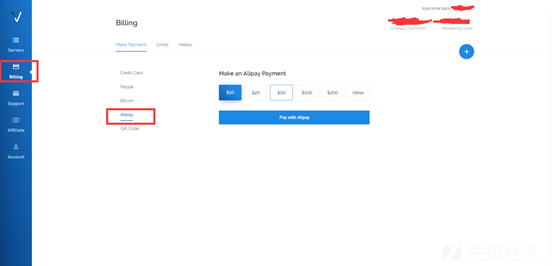 Billing
Welcome back,
Charges This Month
Remaining Credit
Make Payment
Limits
History
Servers
Billing
Support
Affiliate
Account
Credit Card
Paypal
Bitcoin
Alipay
Gift Code
Make an Alipay Payment
$10 $25 $50 $100 $250 Other
Pay with Alipay
先知社区